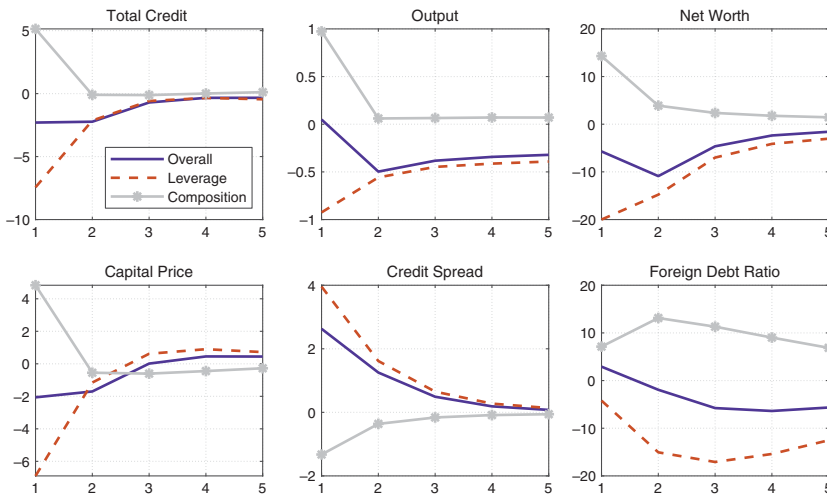 Total Credit
5
0
−5
−10
1 2 3 4 5
Overall
Leverage
Composition
Output
1
0.5
0
−0.5
−1
1 2 3 4 5
Net Worth
20
10
0
−10
−20
1 2 3 4 5
Capital Price
4
2
0
−2
−4
−6
1 2 3 4 5
Credit Spread
4
2
0
−2
1 2 3 4 5
Foreign Debt Ratio
20
10
0
−10
−20
1 2 3 4 5